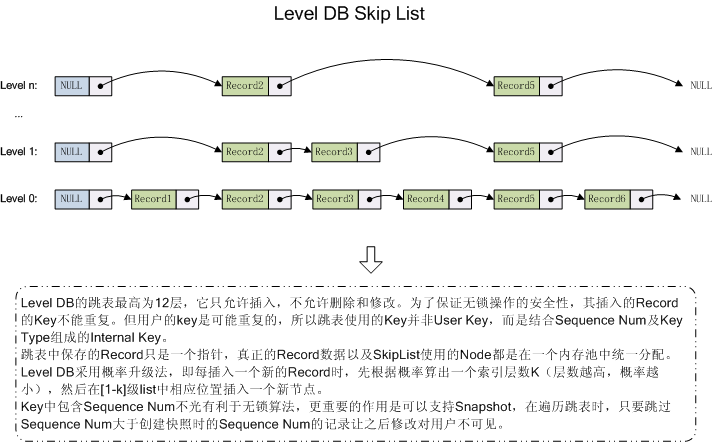 Level DB Skip List
Level n: NULL Record2 Record5 NULL
...
Level 1: NULL Record2 Record3 Record5 NULL
Level 0: NULL Record1 Record2 Record3 Record4 Record5 Record6 NULL
Level DB的跳表最高为12层，它只允许插入，不允许删除和修改。为了保证无锁操作的安全性，其插入的Record
的Key不能重复。但用户的key是可能重复的，所以跳表使用的Key并非User Key，而是结合Sequence Num及Key
Type组成的Internal Key。
跳表中保存的Record只是一个指针，真正的Record数据以及SkipList使用的Node都是在一个内存池中统一分配。
Level DB采用概率升级法，即每插入一个新的Record时，先根据概率算出一个索引层数K（层数越高，概率越
小），然后在[1-k]级list中相应位置插入一个新节点。
Key中包含Sequence Num不光有利于无锁算法，更重要的作用是可以支持Snapshot，在遍历跳表时，只要跳过
Sequence Num大于创建快照时的Sequence Num的记录让之后修改对用户不可见。